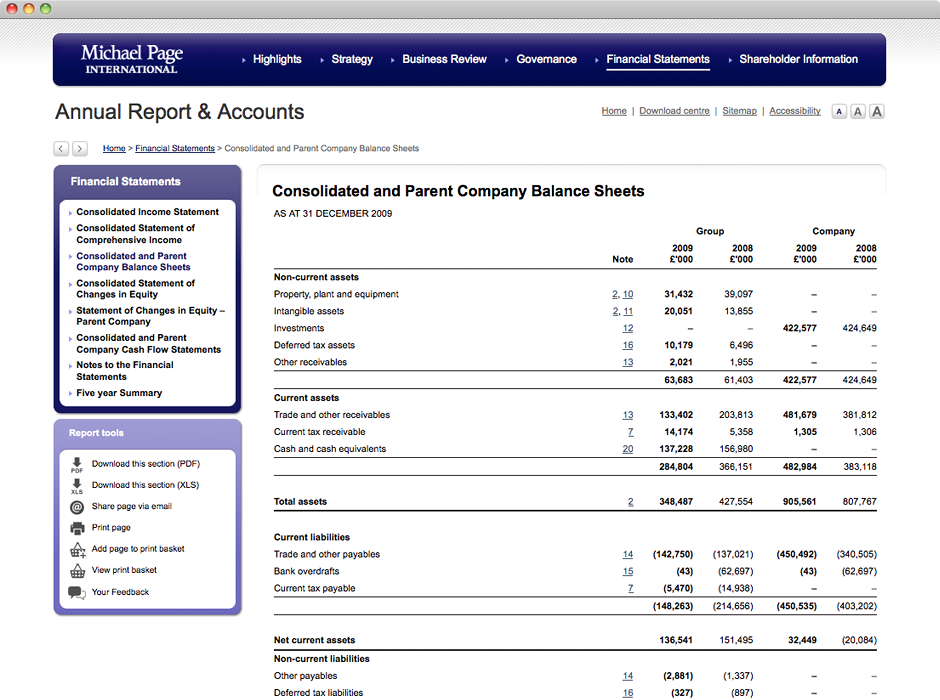 Michael Page
INTERNATIONAL
Highlights Strategy Business Review Governance Financial Statements Shareholder Information
Annual Report & Accounts
Home | Download centre | Sitemap | Accessibility A A A
< > Home > Financial Statements > Consolidated and Parent Company Balance Sheets
Financial Statements
Consolidated Income Statement
Consolidated Statement of
Comprehensive Income
Consolidated and Parent
Company Balance Sheets
Consolidated Statement of
Changes in Equity
Statement of Changes in Equity –
Parent Company
Consolidated and Parent
Company Cash Flow Statements
Notes to the Financial
Statements
Five year Summary
Report tools
PDF Download this section (PDF)
XLS Download this section (XLS)
@ Share page via email
Print page
Add page to print basket
View print basket
Your Feedback
Consolidated and Parent Company Balance Sheets
AS AT 31 DECEMBER 2009
Group Company
2009 2008 2009 2008
Note £'000 £'000 £'000 £'000
Non-current assets
Property, plant and equipment 2, 10 31,432 39,097 – –
Intangible assets 2, 11 20,051 13,855 – –
Investments 12 – – 422,577 424,649
Deferred tax assets 16 10,179 6,496 – –
Other receivables 13 2,021 1,955 – –
63,683 61,403 422,577 424,649
Current assets
Trade and other receivables 13 133,402 203,813 481,679 381,812
Current tax receivable 7 14,174 5,358 1,305 1,306
Cash and cash equivalents 20 137,228 156,980 – –
284,804 366,151 482,984 383,118
Total assets 2 348,487 427,554 905,561 807,767
Current liabilities
Trade and other payables 14 (142,750) (137,021) (450,492) (340,505)
Bank overdrafts 15 (43) (62,697) (43) (62,697)
Current tax payable 7 (5,470) (14,938) – –
(148,263) (214,656) (450,535) (403,202)
Net current assets 136,541 151,495 32,449 (20,084)
Non-current liabilities
Other payables 14 (2,881) (1,337) – –
Deferred tax liabilities 16 (327) (897) – –